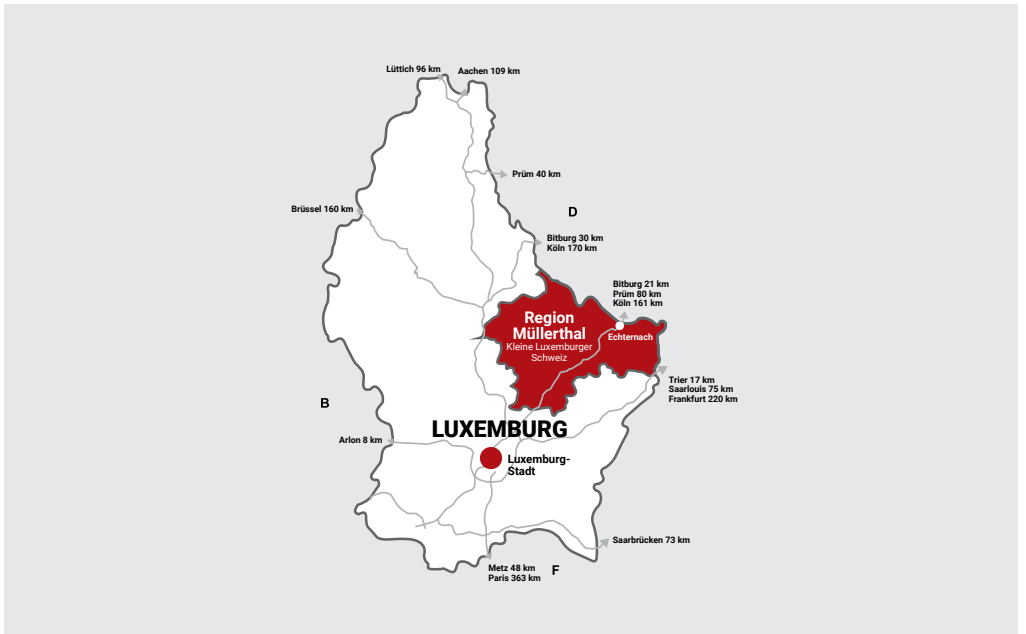 Lüttich 96 km
Aachen 109 km
Prüm 40 km
Brüssel 160 km
D
Bitburg 30 km
Köln 170 km
Bitburg 21 km
Prüm 80 km
Köln 161 km
Region
Müllerthal
Kleine Luxemburger
Schweiz
Echternach
Trier 17 km
Saarlouis 75 km
Frankfurt 220 km
B
LUXEMBURG
Arlon 8 km
Luxemburg-
Stadt
Saarbrücken 73 km
Metz 48 km
Paris 363 km
F